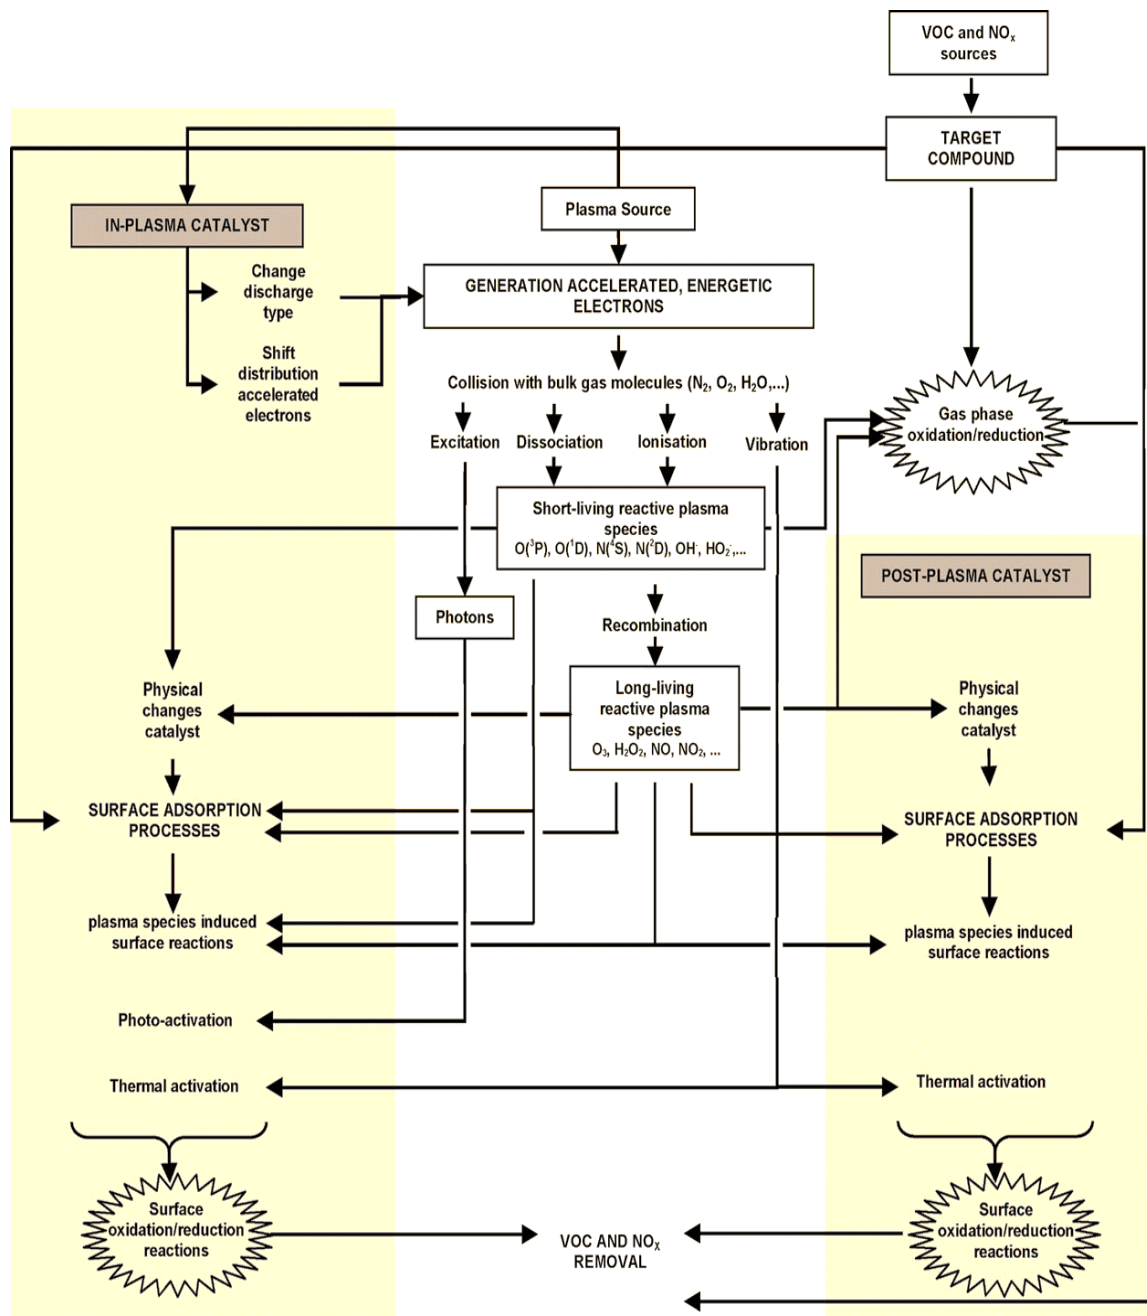 VOC and NOx
sources
TARGET
COMPOUND
Plasma Source
IN-PLASMA CATALYST
Change
discharge
type
GENERATION ACCELERATED, ENERGETIC
ELECTRONS
Shift
distribution
accelerated
electrons
Collision with bulk gas molecules (N2, O2, H2O,...)
Excitation
Dissociation
Ionisation
Vibration
Gas phase
oxidation/reduction
Short-living reactive plasma
species
O(³P), O(¹D), N(⁴S), N(²D), OH·, HO2·,...
POST-PLASMA CATALYST
Photons
Recombination
Physical
changes
catalyst
Long-living
reactive plasma
species
O3, H2O2, NO, NO2, ...
Physical
changes
catalyst
SURFACE ADSORPTION
PROCESSES
SURFACE ADSORPTION
PROCESSES
plasma species induced
surface reactions
plasma species induced
surface reactions
Photo-activation
Thermal activation
Thermal activation
Surface
oxidation/reduction
reactions
VOC AND NOx
REMOVAL
Surface
oxidation/reduction
reactions